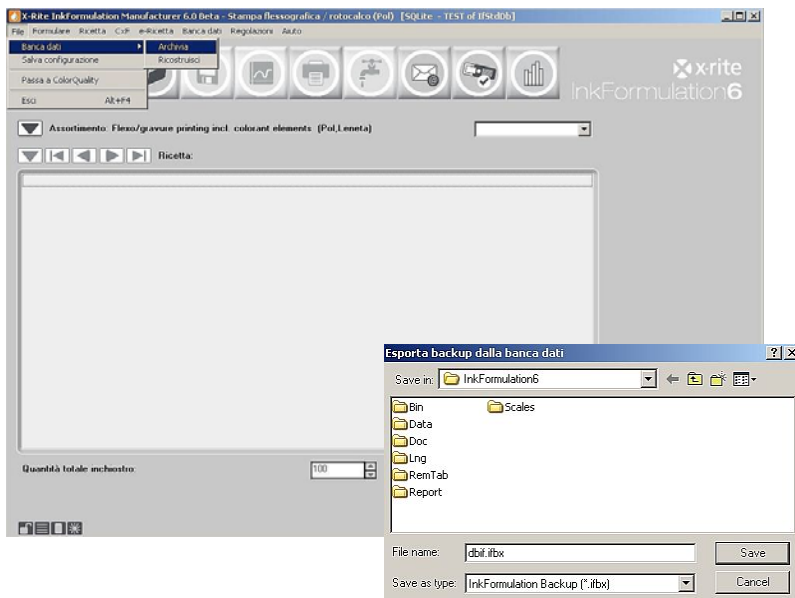 X-Rite InkFormulation Manufacturer 6.0 Beta - Stampa flessografica / rotocalco (Pol) [SQLite - TEST of IfStdDb]
File Formulare Ricetta CxF e-Ricetta Banca dati Regolazioni Aiuto
Banca dati
Archivia
Salva configurazione
Ricostruisci
Passa a ColorQuality
Esci Alt+F4
x-rite
InkFormulation6
Assortimento: Flexo/gravure printing incl. colorant elements (Pol,Leneta)
Ricetta:
Quantità totale inchiostro:
100
Esporta backup dalla banca dati
Save in: InkFormulation6
Bin
Scales
Data
Doc
Lng
RemTab
Report
File name: dbif.ifbx
Save
Save as type: InkFormulation Backup (*.ifbx)
Cancel